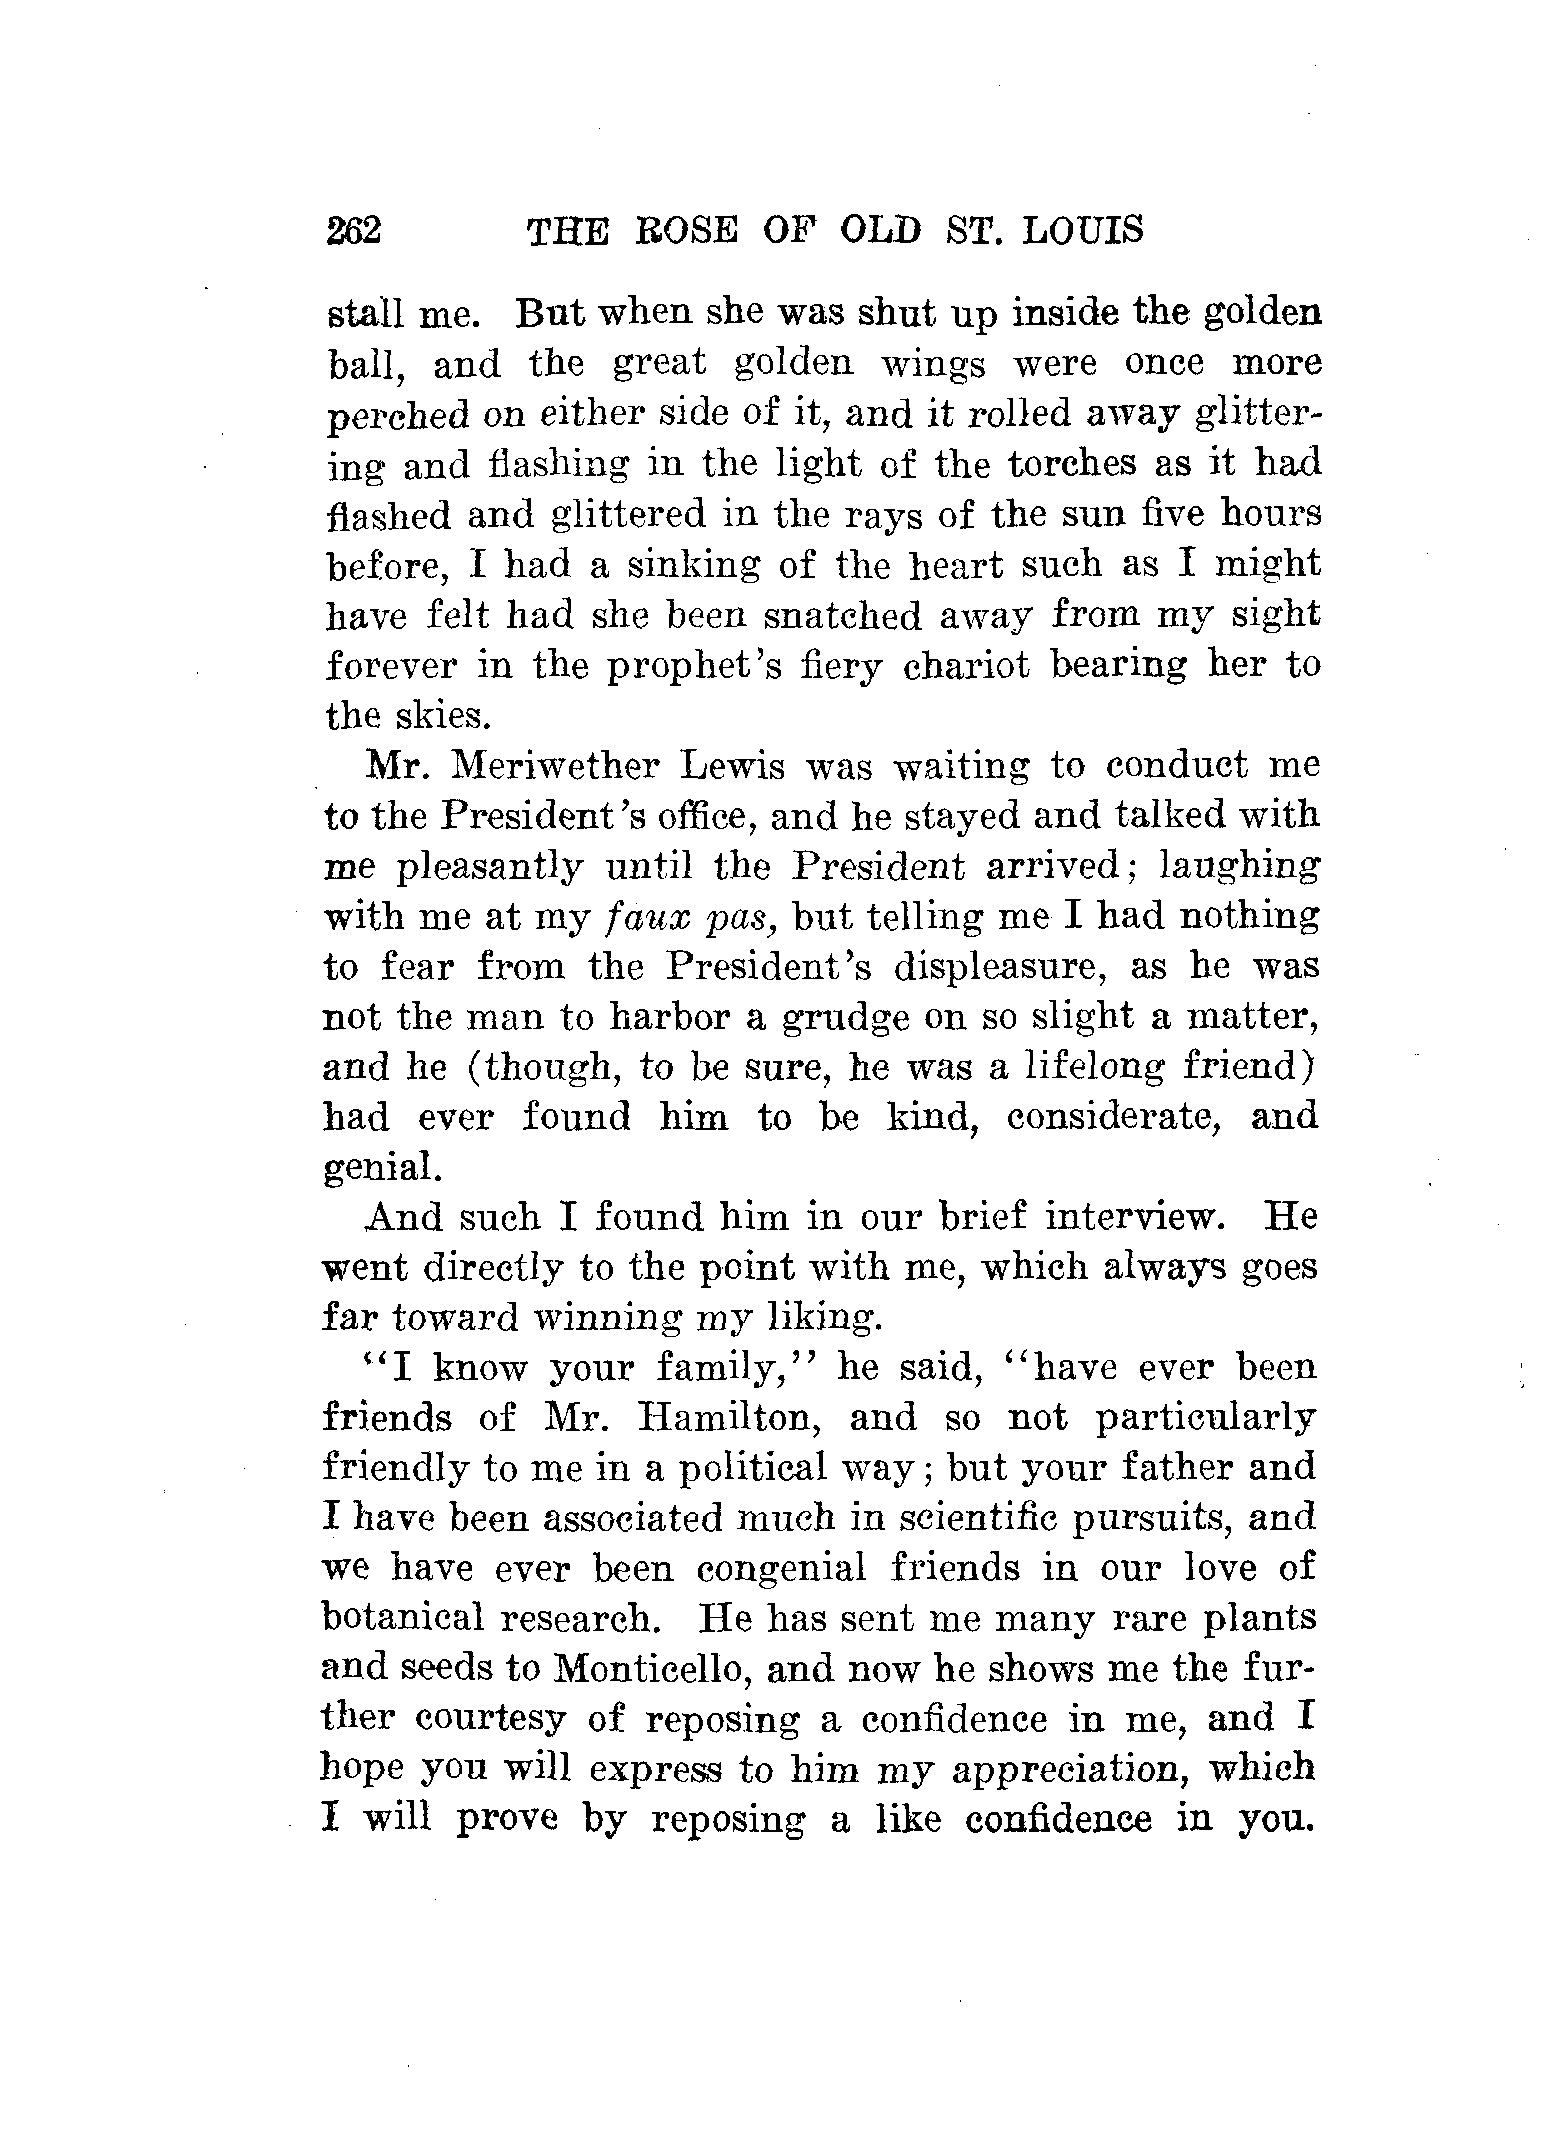 262 THE ROSE OF OLD ST. LOUIS
stall me. But when she was shut up inside the golden
ball, and the great golden wings were once more
perched on either side of it, and it rolled away glitter-
ing and flashing in the light of the torches as it had
flashed and glittered in the rays of the sun five hours
before, I had a sinking of the heart such as I might
have felt had she been snatched away from my sight
forever in the prophet's fiery chariot bearing her to
the skies.
Mr. Meriwether Lewis was waiting to conduct me
to the President's office, and he stayed and talked with
me pleasantly until the President arrived; laughing
with me at my faux pas, but telling me I had nothing
to fear from the President's displeasure, as he was
not the man to harbor a grudge on so slight a matter,
and he (though, to be sure, he was a lifelong friend)
had ever found him to be kind, considerate, and
genial.
And such I found him in our brief interview. He
went directly to the point with me, which always goes
far toward winning my liking.
"I know your family," he said, "have ever been
friends of Mr. Hamilton, and so not particularly
friendly to me in a political way; but your father and
I have been associated much in scientific pursuits, and
we have ever been congenial friends in our love of
botanical research. He has sent me many rare plants
and seeds to Monticello, and now he shows me the fur-
ther courtesy of reposing a confidence in me, and I
hope you will express to him my appreciation, which
I will prove by reposing a like confidence in you.